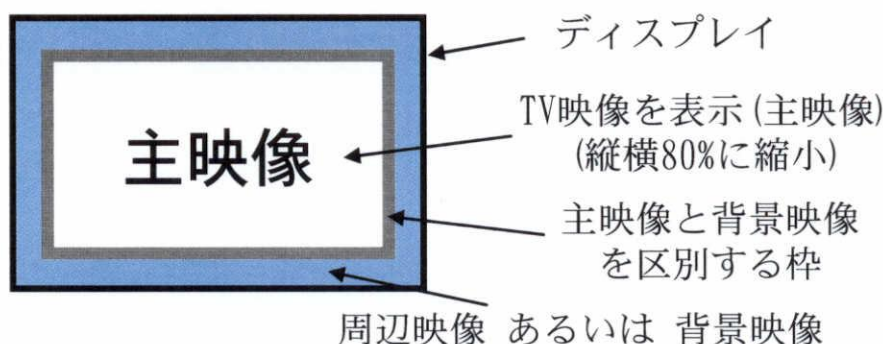 ディスプレイ
TV映像を表示(主映像)
(縦横80%に縮小)
主映像
主映像と背景映像
を区別する枠
周辺映像 あるいは 背景映像